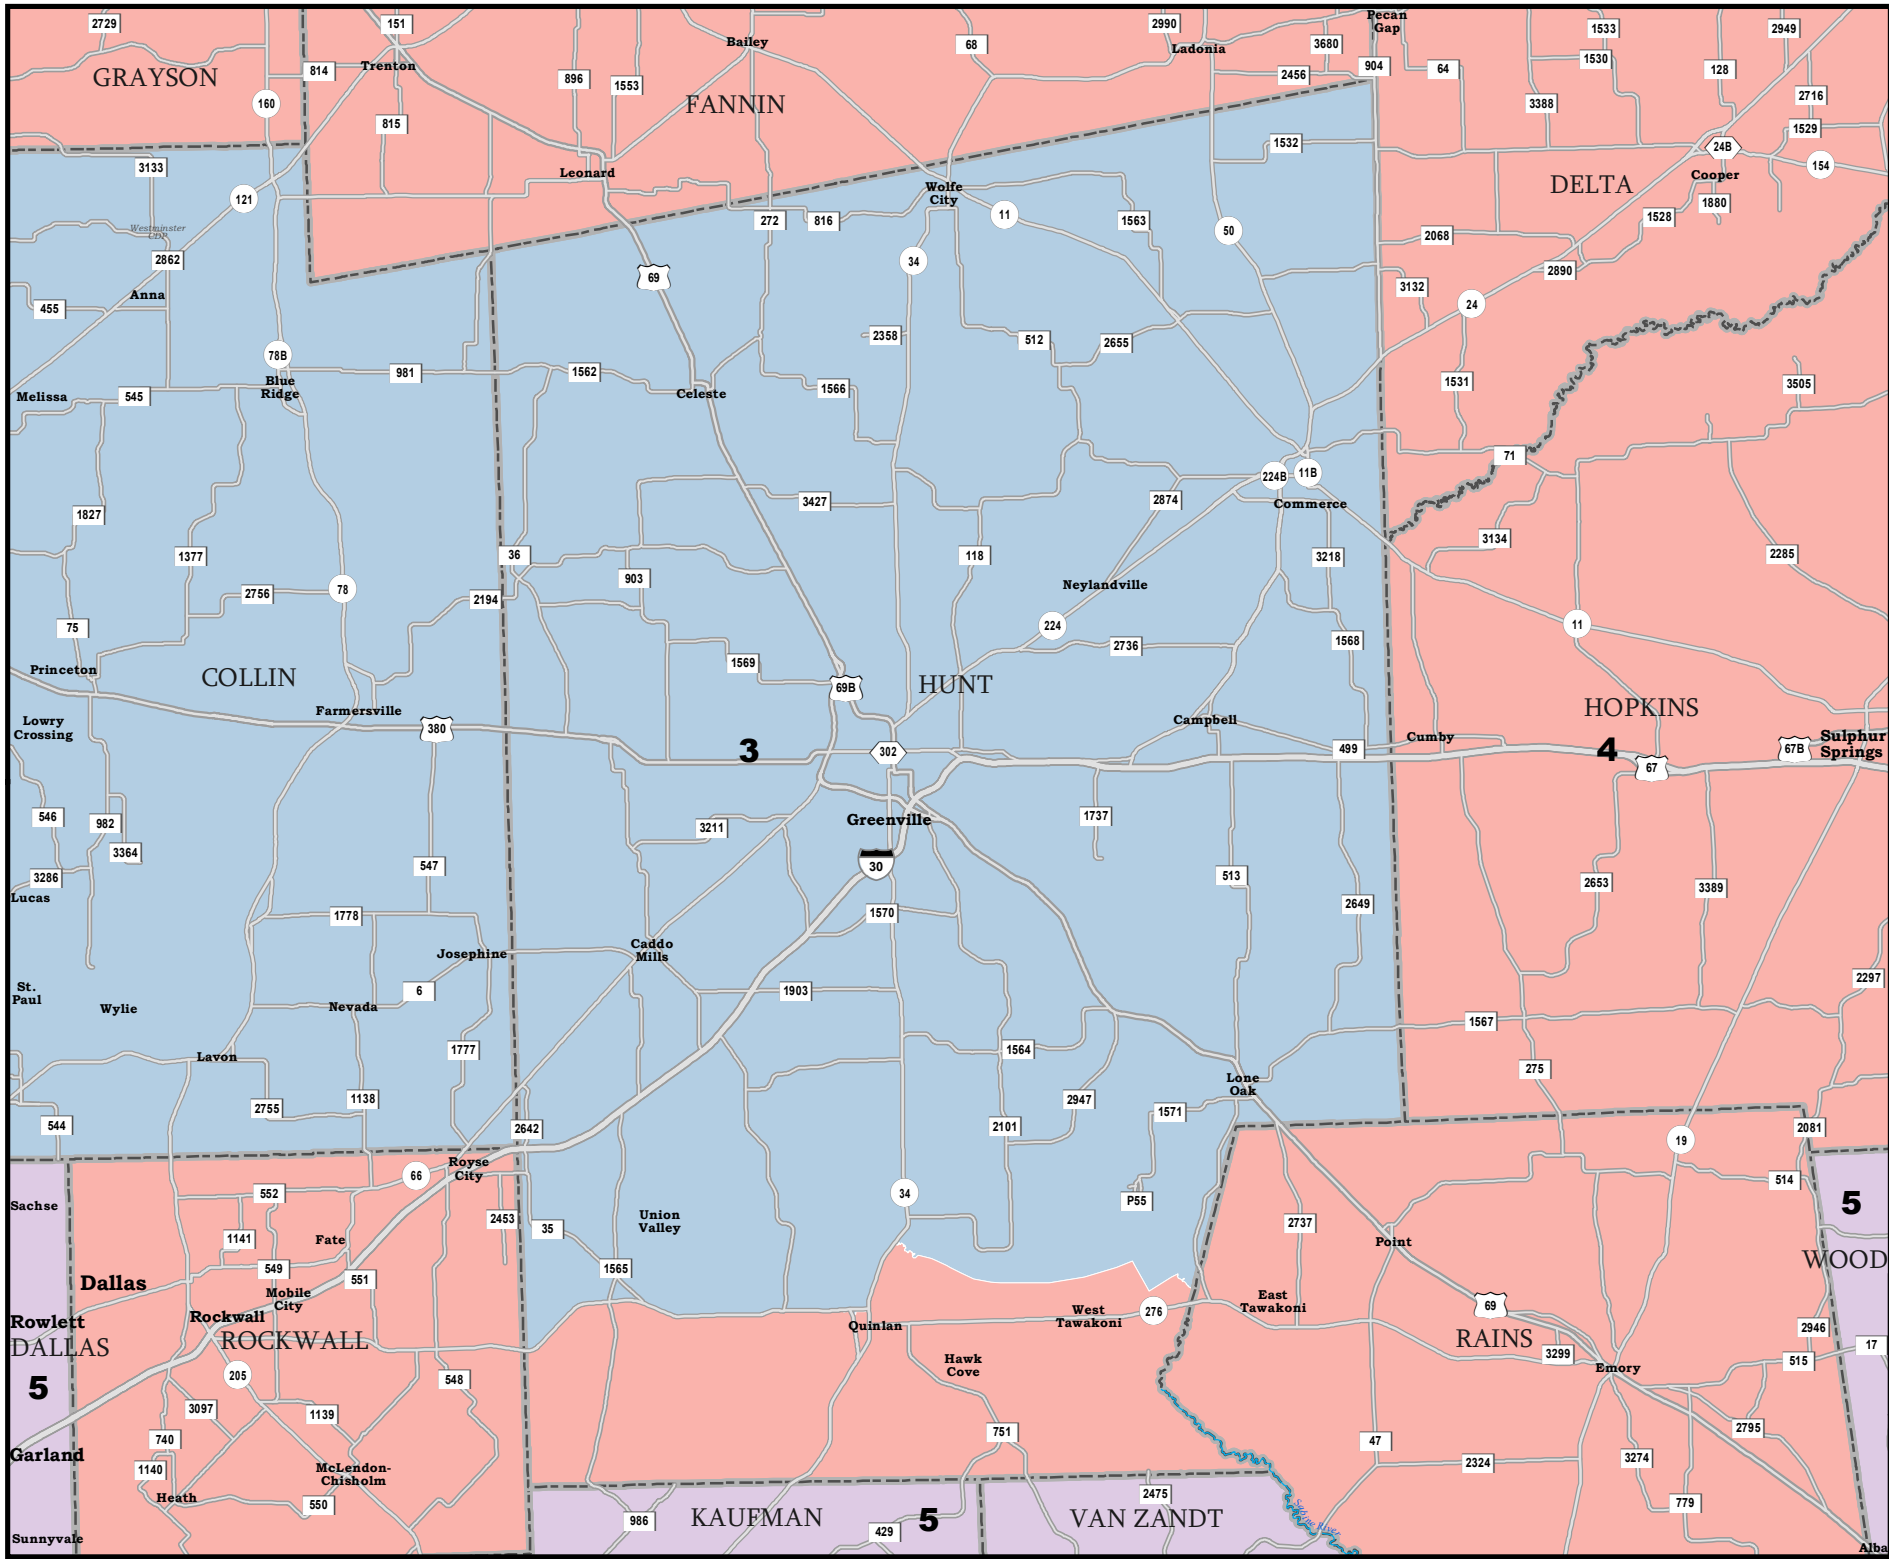 2729
151
Bailey
68
2990
Ladonia
3680
Pecan
Gap
1533
2949
GRAYSON
814
Trenton
896
1553
FANNIN
2456
904
64
1530
128
160
815
3388
2716
1529
3133
Leonard
1532
24B
154
121
Wolfe
City
DELTA
Cooper
Westminster
CDP
272
816
11
1563
50
1528
1880
2068
2862
34
69
2890
Anna
3132
24
455
2358
512
2655
78B
981
1562
1531
3505
Blue
Ridge
Melissa
545
Celeste
1566
71
224B
11B
1827
3427
2874
Commerce
3134
1377
36
118
3218
2285
903
Neylandville
2756
78
2194
75
224
11
2736
1568
Princeton
COLLIN
1569
69B
HUNT
HOPKINS
Farmersville
380
Lowry
Crossing
Campbell
Cumby
3
302
499
4
67
67B
Sulphur
Springs
546
982
3211
Greenville
1737
3364
547
30
3286
513
2653
3389
Lucas
1778
1570
2649
Josephine
Caddo
Mills
St.
Paul
Wylie
6
Nevada
1903
2297
1567
Lavon
1777
1564
275
Lone
Oak
2755
1138
2947
1571
544
2642
2101
19
2081
Royse
City
66
514
Sachse
552
34
P55
5
2453
35
Union
Valley
2737
1141
Fate
Point
WOOD
549
551
1565
Dallas
Mobile
City
East
Tawakoni
69
Rockwall
West
Tawakoni
276
Rowlett
DALLAS
ROCKWALL
Quinlan
RAINS
2946
17
3299
515
Hawk
Cove
Emory
5
205
548
3097
1139
751
2795
740
47
Garland
1140
McLendon-
Chisholm
2324
3274
Heath
550
2475
779
986
KAUFMAN
5
VAN ZANDT
429
Sabine River
Sunnyvale
Alba